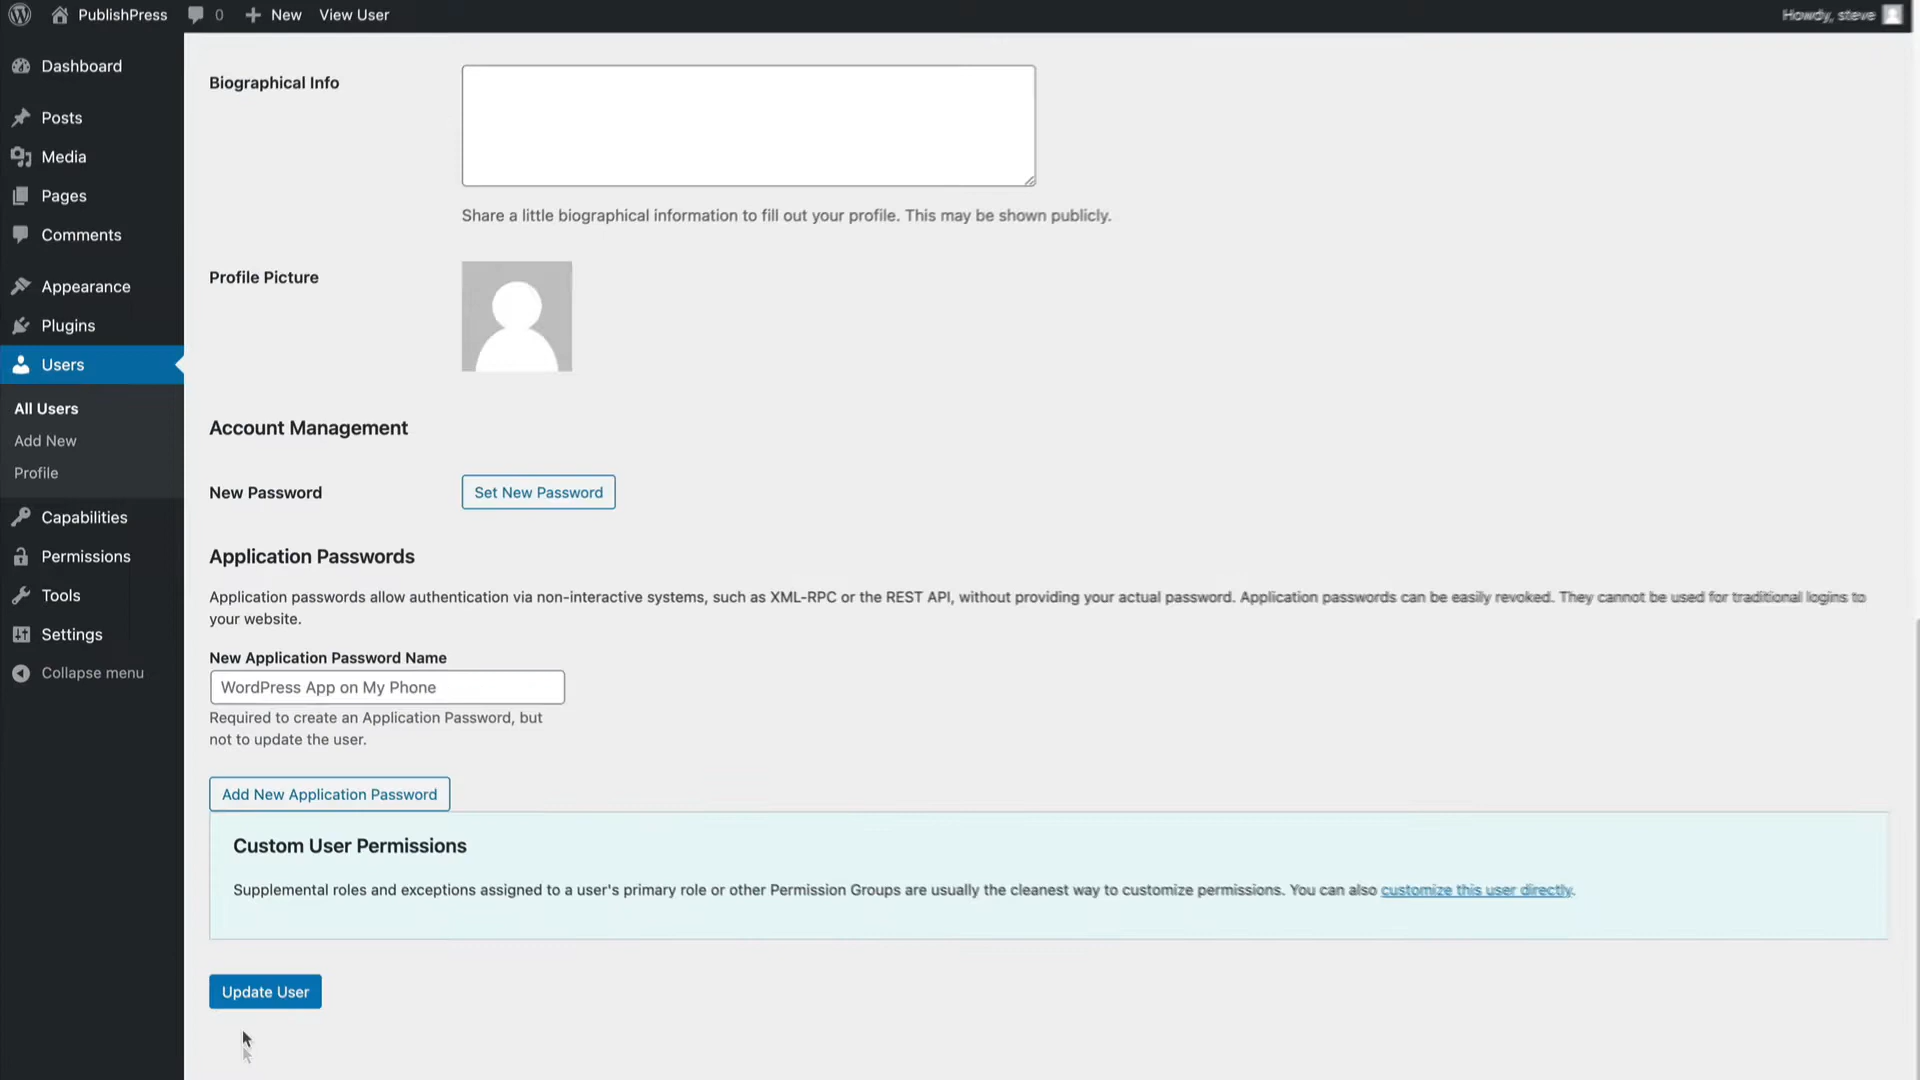 PublishPress
0
New
View User
Howdy, steve
Dashboard
Posts
Media
Pages
Comments
Appearance
Plugins
Users
All Users
Add New
Profile
Capabilities
Permissions
Tools
Settings
Collapse menu
Biographical Info
Share a little biographical information to fill out your profile. This may be shown publicly.
Profile Picture
Account Management
New Password
Set New Password
Application Passwords
Application passwords allow authentication via non-interactive systems, such as XML-RPC or the REST API, without providing your actual password. Application passwords can be easily revoked. They cannot be used for traditional logins to
your website.
New Application Password Name
WordPress App on My Phone
Required to create an Application Password, but
not to update the user.
Add New Application Password
Custom User Permissions
Supplemental roles and exceptions assigned to a user's primary role or other Permission Groups are usually the cleanest way to customize permissions. You can also customize this user directly.
Update User